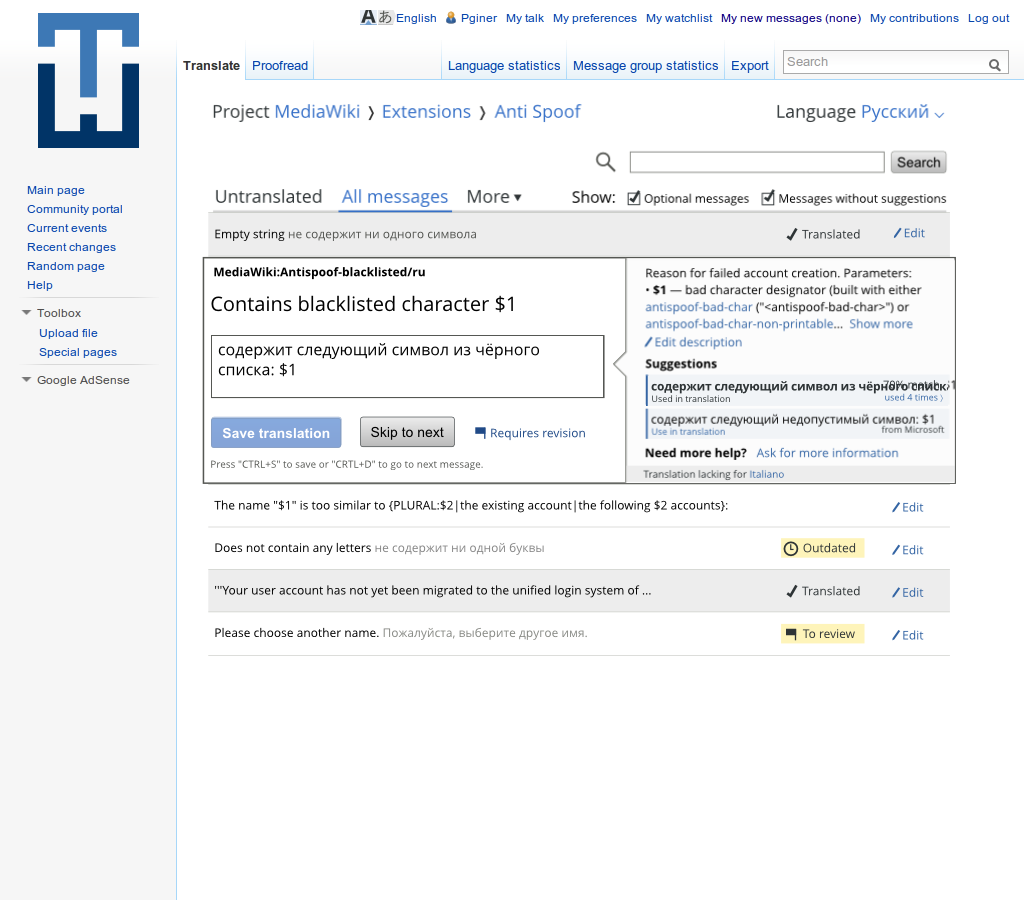 English Pginer My talk My preferences My watchlist My new messages (none) My contributions Log out
Translate Proofread Language statistics Message group statistics Export Search
Project MediaWiki ❭ Extensions ❭ Anti Spoof Language Русский
Search
Main page
Community portal
Current events
Recent changes
Random page
Help
Toolbox
Upload file
Special pages
Google AdSense
Untranslated All messages More ▾ Show: Optional messages Messages without suggestions
Empty string не содержит ни одного символа Translated Edit
MediaWiki:Antispoof-blacklisted/ru
Contains blacklisted character $1
содержит следующий символ из чёрного
списка: $1
Save translation Skip to next Requires revision
Press "CTRL+S" to save or "CRTL+D" to go to next message.
Reason for failed account creation. Parameters:
• $1 — bad character designator (built with either
antispoof-bad-char ("<antispoof-bad-char>") or
antispoof-bad-char-non-printable… Show more
Edit description
Suggestions
содержит следующий символ из чёрного списка: $1 70% match
Used in translation used 4 times ⟩
содержит следующий недопустимый символ: $1
Use in translation from Microsoft
Need more help? Ask for more information
Translation lacking for Italiano
The name "$1" is too similar to {PLURAL:$2|the existing account|the following $2 accounts}: Edit
Does not contain any letters не содержит ни одной буквы Outdated Edit
'''Your user account has not yet been migrated to the unified login system of ... Translated Edit
Please choose another name. Пожалуйста, выберите другое имя. To review Edit